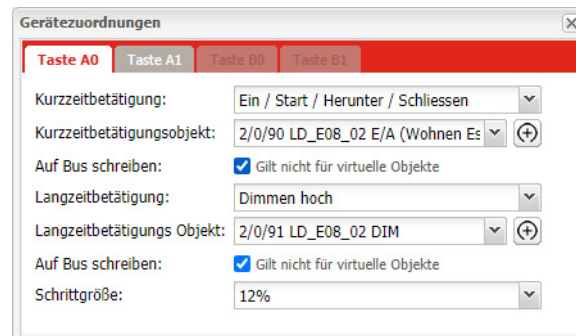 Gerätezuordnungen
Taste A0 Taste A1 Taste B0 Taste B1
Kurzzeitbetätigung: Ein / Start / Herunter / Schliessen
Kurzzeitbetätigungsobjekt: 2/0/90 LD_E08_02 E/A (Wohnen Es
Auf Bus schreiben: Gilt nicht für virtuelle Objekte
Langzeitbetätigung: Dimmen hoch
Langzeitbetätigungs Objekt: 2/0/91 LD_E08_02 DIM
Auf Bus schreiben: Gilt nicht für virtuelle Objekte
Schrittgröße: 12%